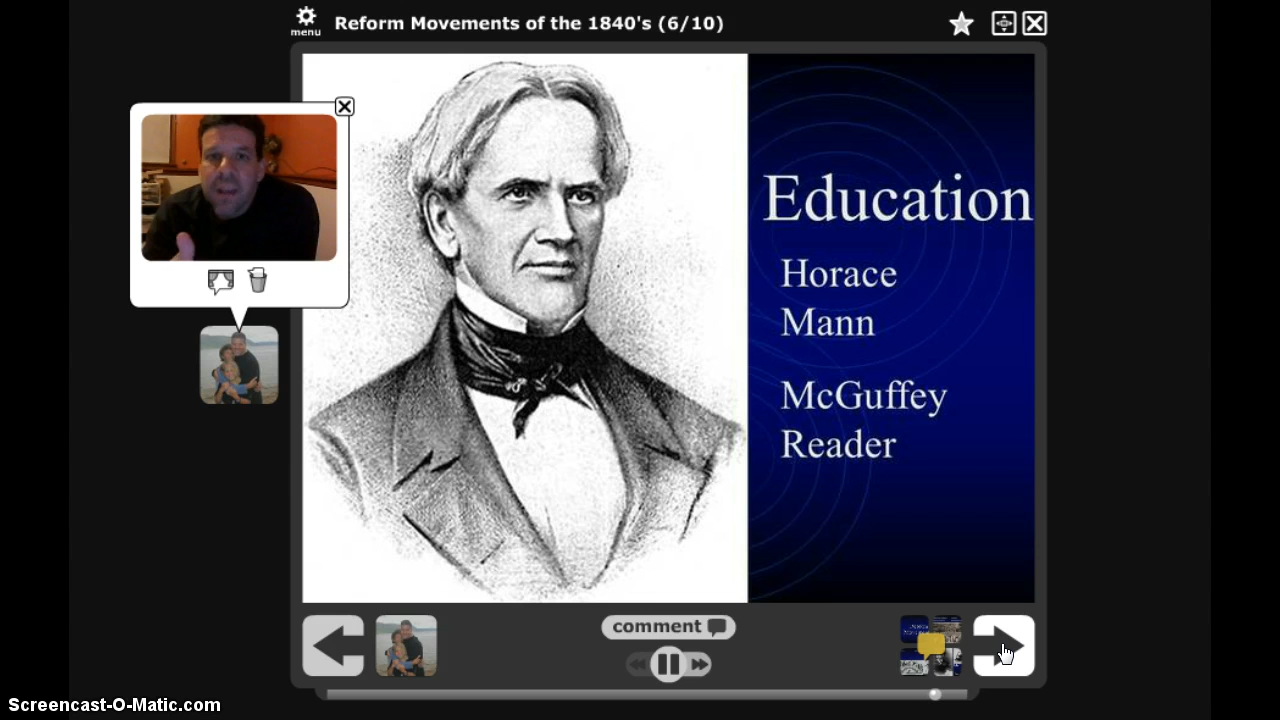 menu
Reform Movements of the 1840's (6/10)
Education
Horace
Mann
McGuffey
Reader
comment
Screencast-O-Matic.com